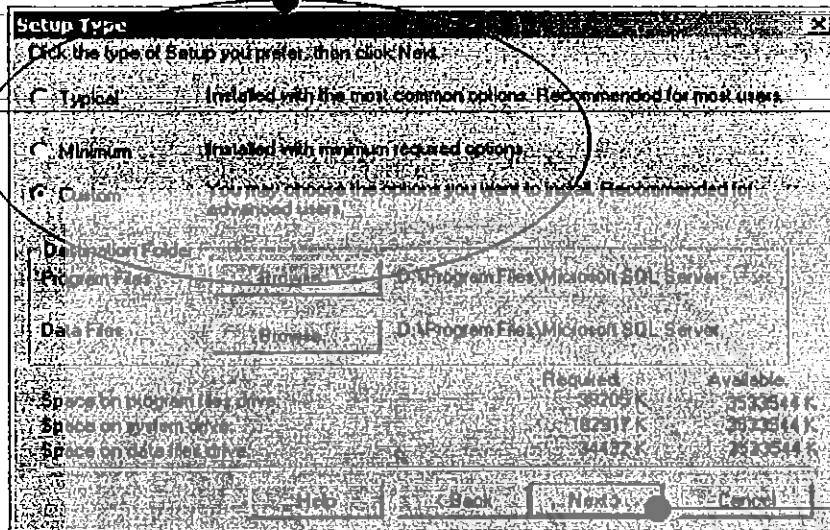 Setup Type
Click the type of Setup you prefer, then click Next.
Typical Installed with the most common options. Recommended for most users.
Minimum Installed with minimum required options.
Custom You may choose the options you want to install. Recommended for
advanced users.
Destination Folder
Program Files Browse... D:\Program Files\Microsoft SQL Server
Data Files Browse... D:\Program Files\Microsoft SQL Server
Required: Available:
Space on program files drive: 38205 K
Space on system drive: 182917 K
Space on data files drive: 34432 K
Help < Back Next > Cancel